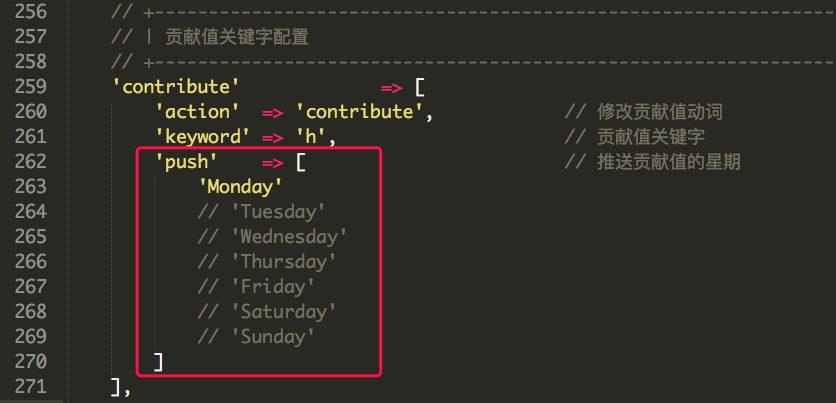 256 // +----------------------------------------------------------------------
257 // | 贡献值关键字配置
258 // +----------------------------------------------------------------------
259 'contribute' => [
260 'action' => 'contribute', // 修改贡献值动词
261 'keyword' => 'h', // 贡献值关键字
262 'push' => [ // 推送贡献值的星期
263 'Monday'
264 // 'Tuesday'
265 // 'Wednesday'
266 // 'Thursday'
267 // 'Friday'
268 // 'Saturday'
269 // 'Sunday'
270 ]
271 ],